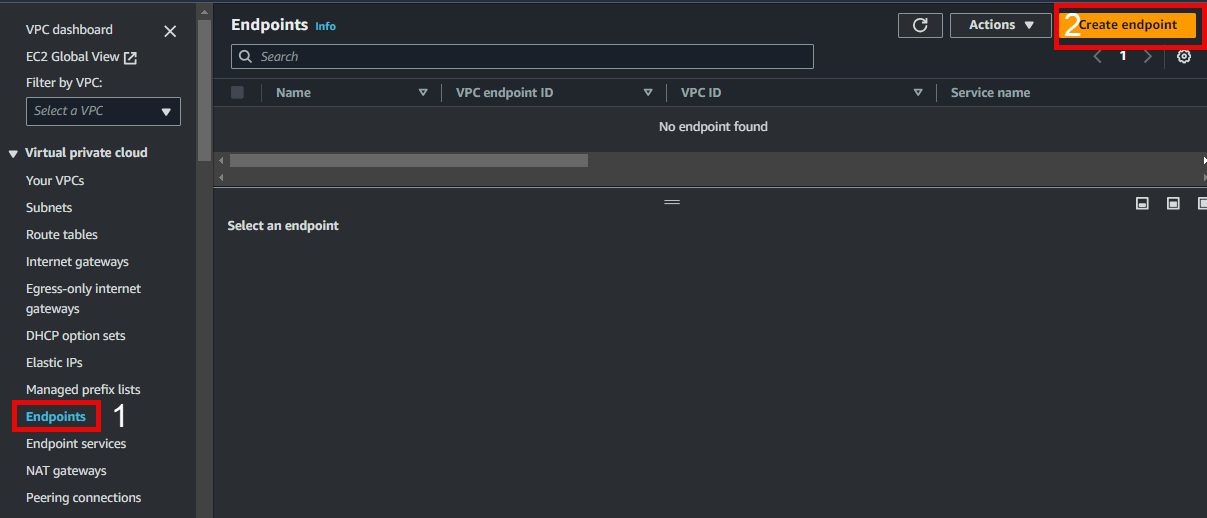 VPC dashboard
EC2 Global View
Filter by VPC:
Select a VPC
Virtual private cloud
Your VPCs
Subnets
Route tables
Internet gateways
Egress-only internet
gateways
DHCP option sets
Elastic IPs
Managed prefix lists
Endpoints 1
Endpoint services
NAT gateways
Peering connections
Endpoints Info
Actions
2 Create endpoint
Search
1
Name VPC endpoint ID VPC ID Service name
No endpoint found
Select an endpoint